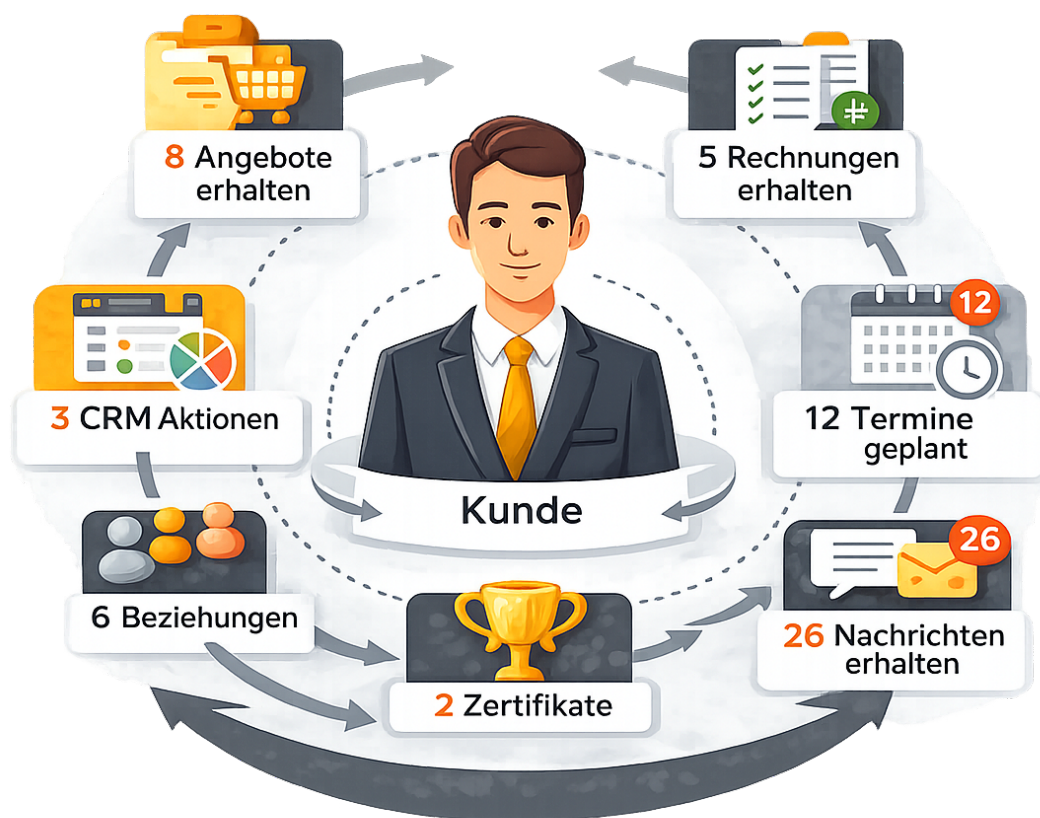 8 Angebote
erhalten
5 Rechnungen
erhalten
3 CRM Aktionen
12
12 Termine
geplant
Kunde
6 Beziehungen
26
26 Nachrichten
erhalten
2 Zertifikate